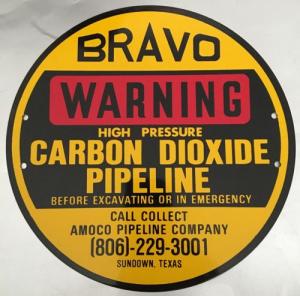 BRAVO
WARNING
HIGH PRESSURE
CARBON DIOXIDE
PIPELINE
BEFORE EXCAVATING OR IN EMERGENCY
CALL COLLECT
AMOCO PIPELINE COMPANY
(806)-229-3001
SUNDOWN, TEXAS